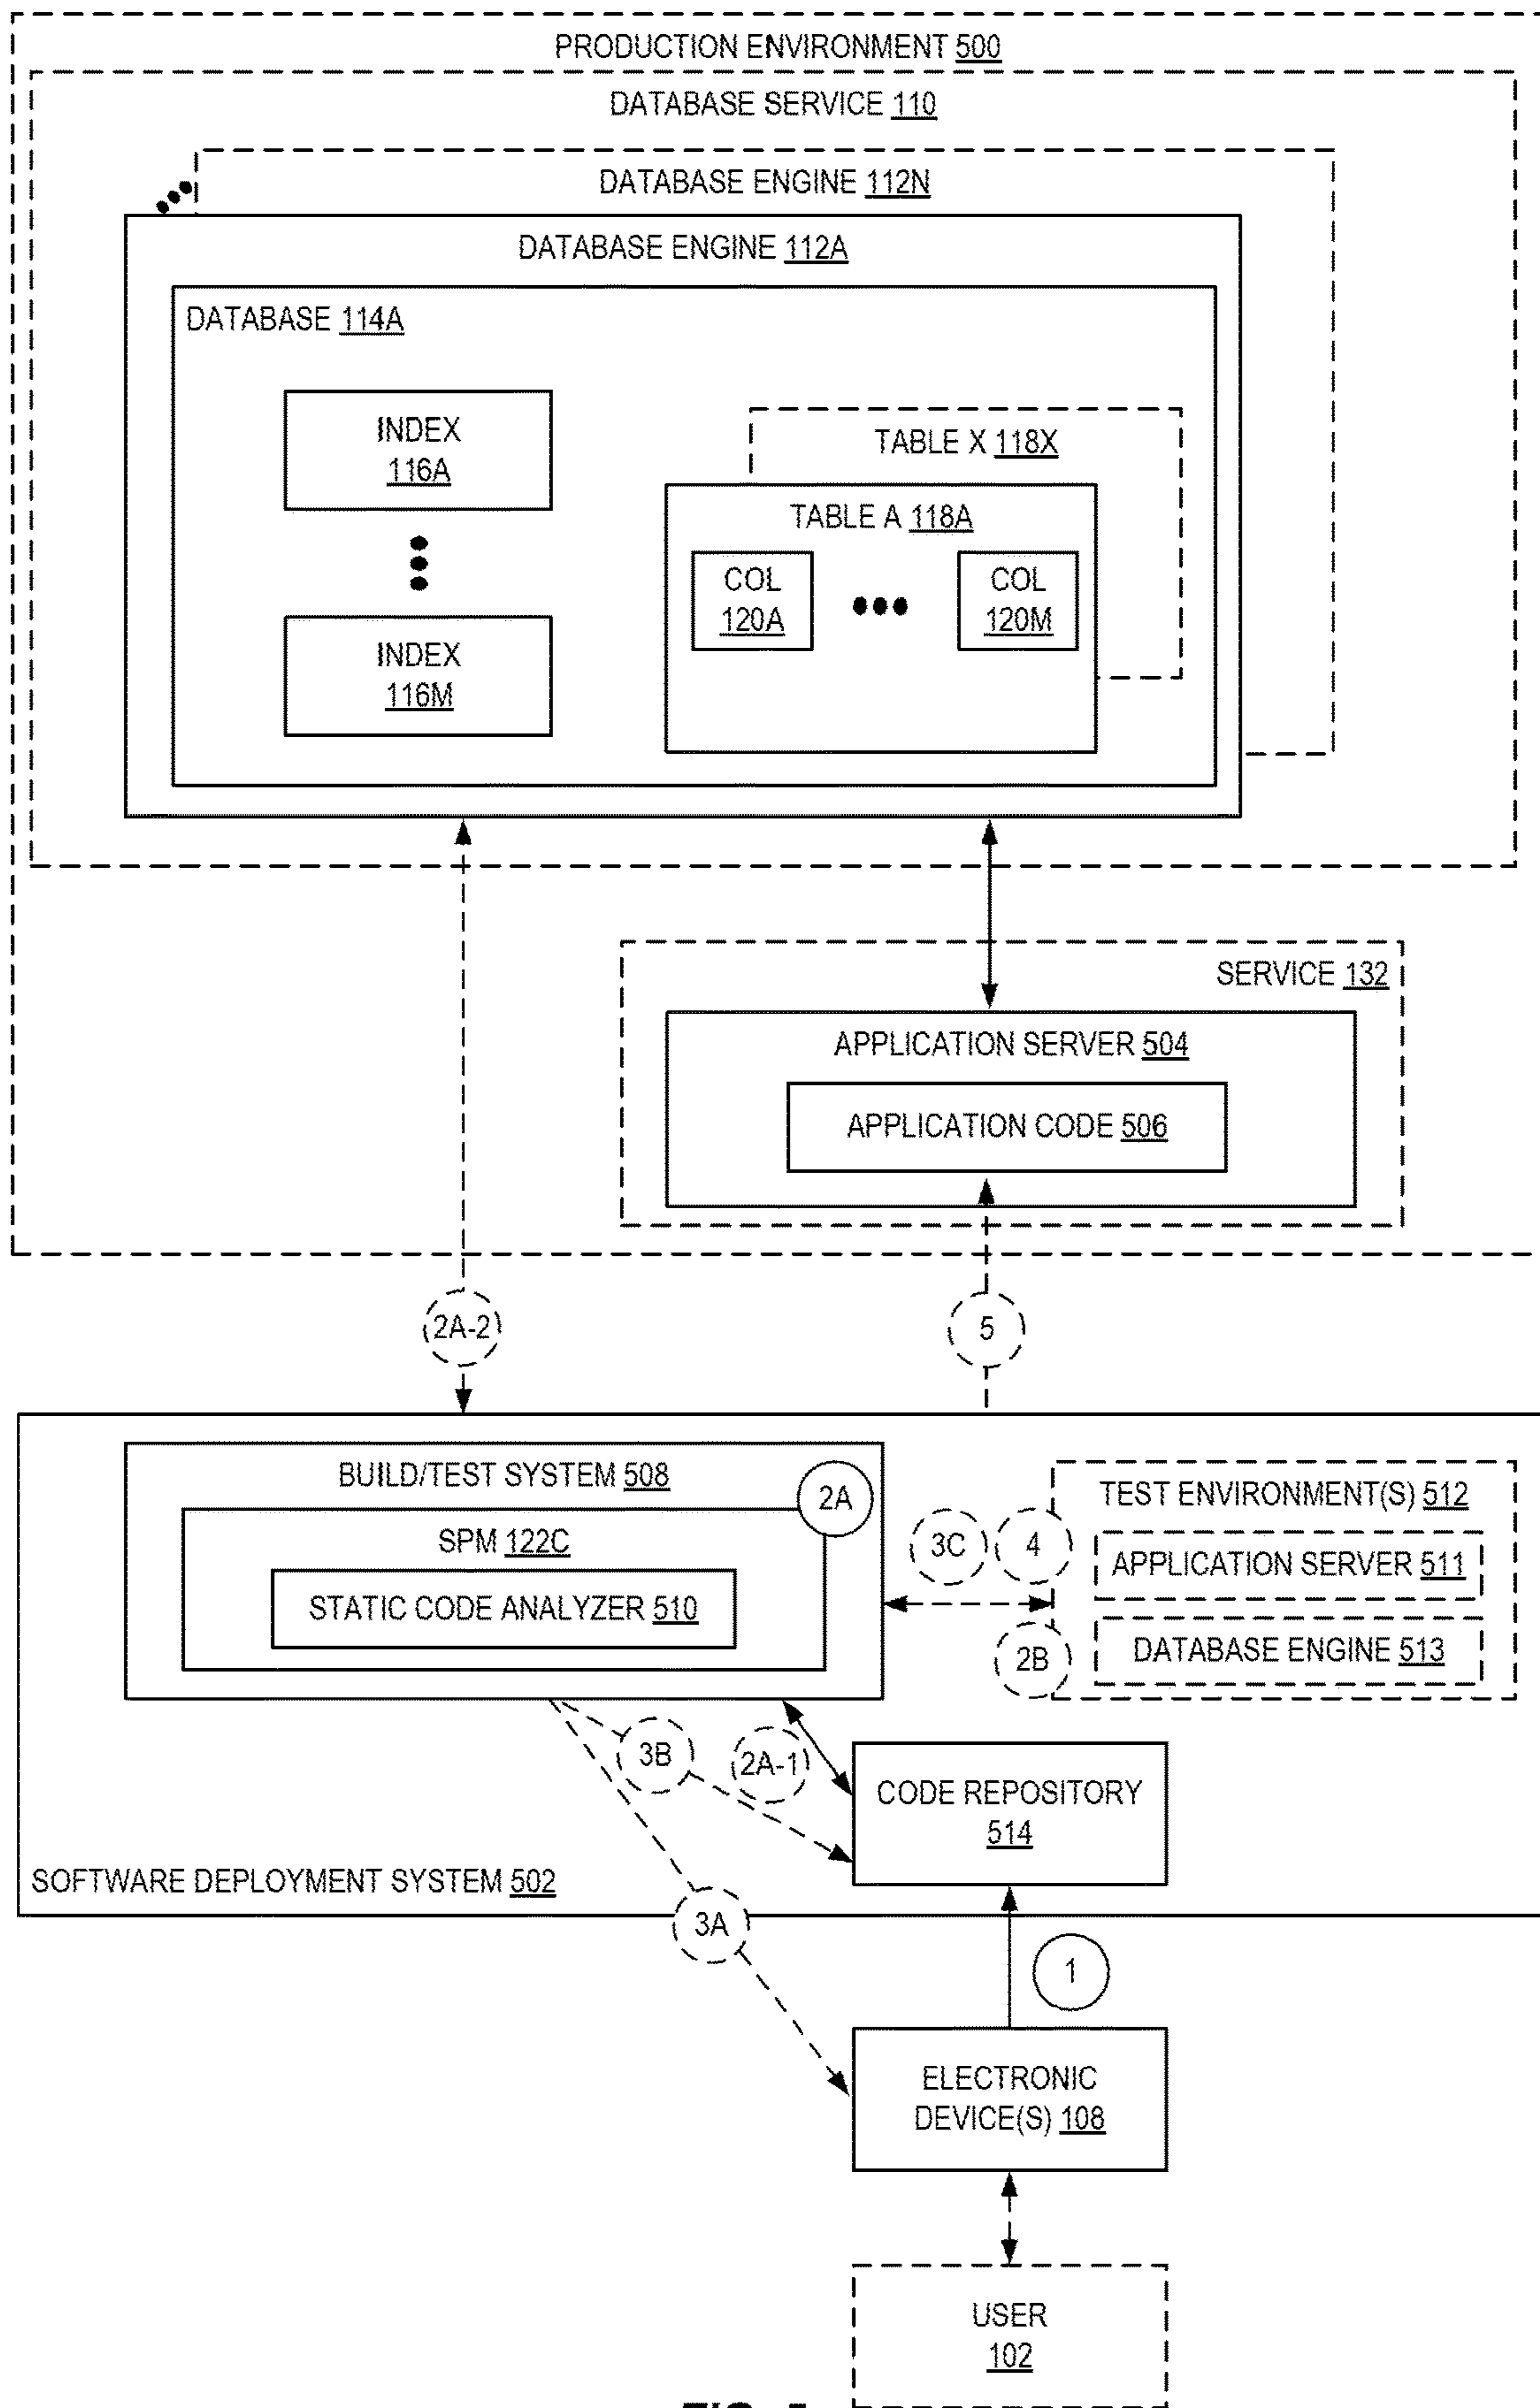 PRODUCTION ENVIRONMENT 500
DATABASE SERVICE 110
DATABASE ENGINE 112N
DATABASE ENGINE 112A
DATABASE 114A
INDEX
116A
TABLE X 118X
TABLE A 118A
COL
120A
COL
120M
INDEX
116M
SERVICE 132
APPLICATION SERVER 504
APPLICATION CODE 506
2A-2
5
BUILD/TEST SYSTEM 508
2A
SPM 122C
STATIC CODE ANALYZER 510
3C
4
2B
TEST ENVIRONMENT(S) 512
APPLICATION SERVER 511
DATABASE ENGINE 513
3B
2A-1
CODE REPOSITORY
514
SOFTWARE DEPLOYMENT SYSTEM 502
3A
1
ELECTRONIC
DEVICE(S) 108
USER
102